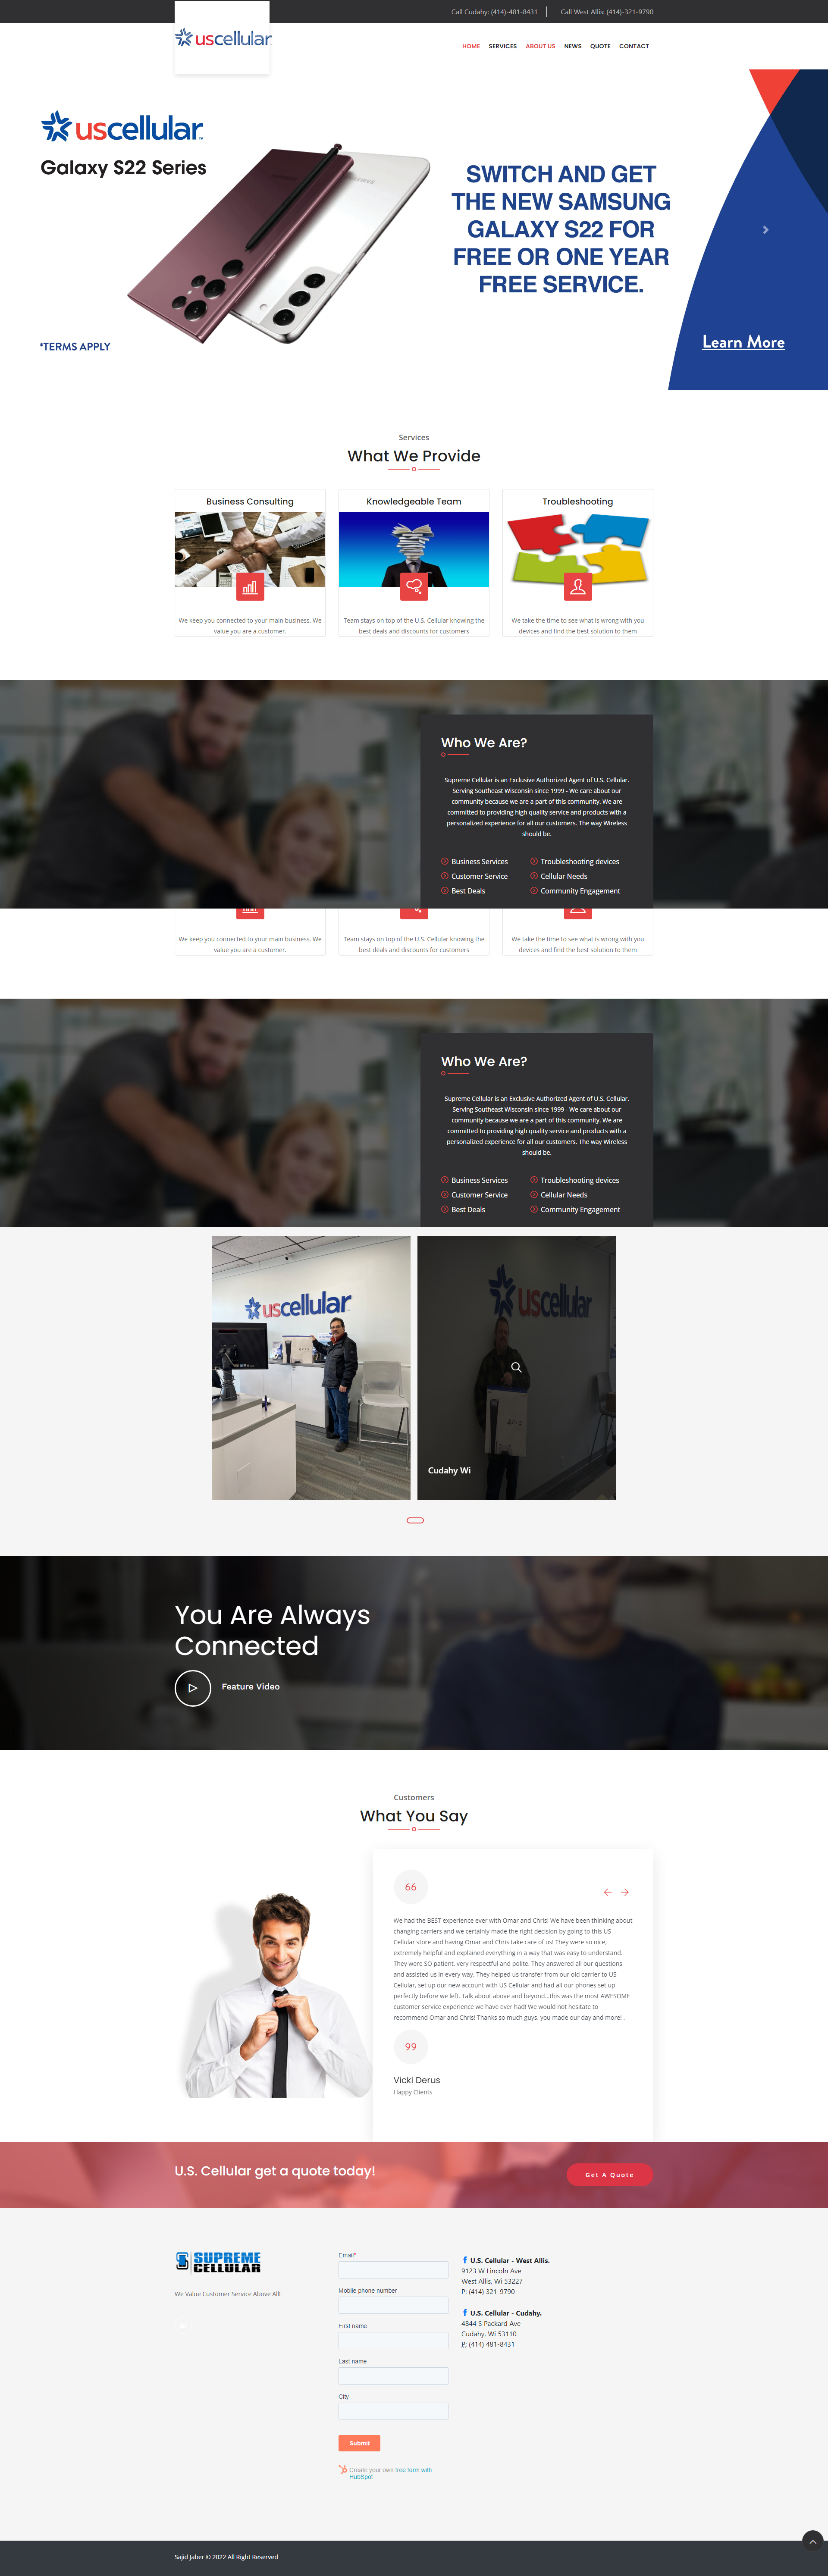 Call Cudahy: (414)-481-8431
Call West Allis: (414)-321-9790
uscellular
HOME SERVICES ABOUT US NEWS QUOTE CONTACT
uscellular™
Galaxy S22 Series
SWITCH AND GET
THE NEW SAMSUNG
GALAXY S22 FOR
FREE OR ONE YEAR
FREE SERVICE.
*TERMS APPLY
Learn More
Services
What We Provide
Business Consulting
We keep you connected to your main business. We
value you are a customer.
Knowledgeable Team
Team stays on top of the U.S. Cellular knowing the
best deals and discounts for customers
Troubleshooting
We take the time to see what is wrong with you
devices and find the best solution to them
Who We Are?
Supreme Cellular is an Exclusive Authorized Agent of U.S. Cellular.
Serving Southeast Wisconsin since 1999 - We care about our
community because we are a part of this community. We are
committed to providing high quality service and products with a
personalized experience for all our customers. The way Wireless
should be.
Business Services
Troubleshooting devices
Customer Service
Cellular Needs
Best Deals
Community Engagement
We keep you connected to your main business. We
value you are a customer.
Team stays on top of the U.S. Cellular knowing the
best deals and discounts for customers
We take the time to see what is wrong with you
devices and find the best solution to them
Who We Are?
Supreme Cellular is an Exclusive Authorized Agent of U.S. Cellular.
Serving Southeast Wisconsin since 1999 - We care about our
community because we are a part of this community. We are
committed to providing high quality service and products with a
personalized experience for all our customers. The way Wireless
should be.
Business Services
Troubleshooting devices
Customer Service
Cellular Needs
Best Deals
Community Engagement
uscellular
uscellular
Cudahy Wi
You Are Always
Connected
Feature Video
Customers
What You Say
66
We had the BEST experience ever with Omar and Chris! We have been thinking about
changing carriers and we certainly made the right decision by going to this US
Cellular store and having Omar and Chris take care of us! They were so nice,
extremely helpful and explained everything in a way that was easy to understand.
They were SO patient, very respectful and polite. They answered all our questions
and assisted us in every way. They helped us transfer from our old carrier to US
Cellular, set up our new account with US Cellular and had all our phones set up
perfectly before we left. Talk about above and beyond...this was the most AWESOME
customer service experience we have ever had! We would not hesitate to
recommend Omar and Chris! Thanks so much guys, you made our day and more! .
99
Vicki Derus
Happy Clients
U.S. Cellular get a quote today!
Get A Quote
SUPREME
CELLULAR
We Value Customer Service Above All!
Email*
Mobile phone number
First name
Last name
City
Submit
Create your own free form with
HubSpot
U.S. Cellular - West Allis.
9123 W Lincoln Ave
West Allis, Wi 53227
P: (414) 321-9790
U.S. Cellular - Cudahy.
4844 S Packard Ave
Cudahy, Wi 53110
P: (414) 481-8431
Sajid Jaber © 2022 All Right Reserved